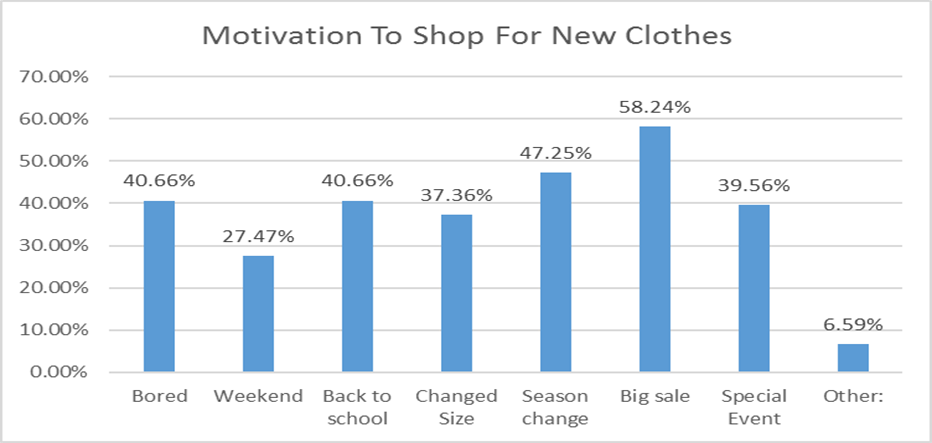 Motivation To Shop For New Clothes
70.00%
60.00%
50.00%
40.00%
30.00%
20.00%
10.00%
0.00%
40.66%
27.47%
40.66%
37.36%
47.25%
58.24%
39.56%
6.59%
Bored
Weekend
Back to
school
Changed
Size
Season
change
Big sale
Special
Event
Other: